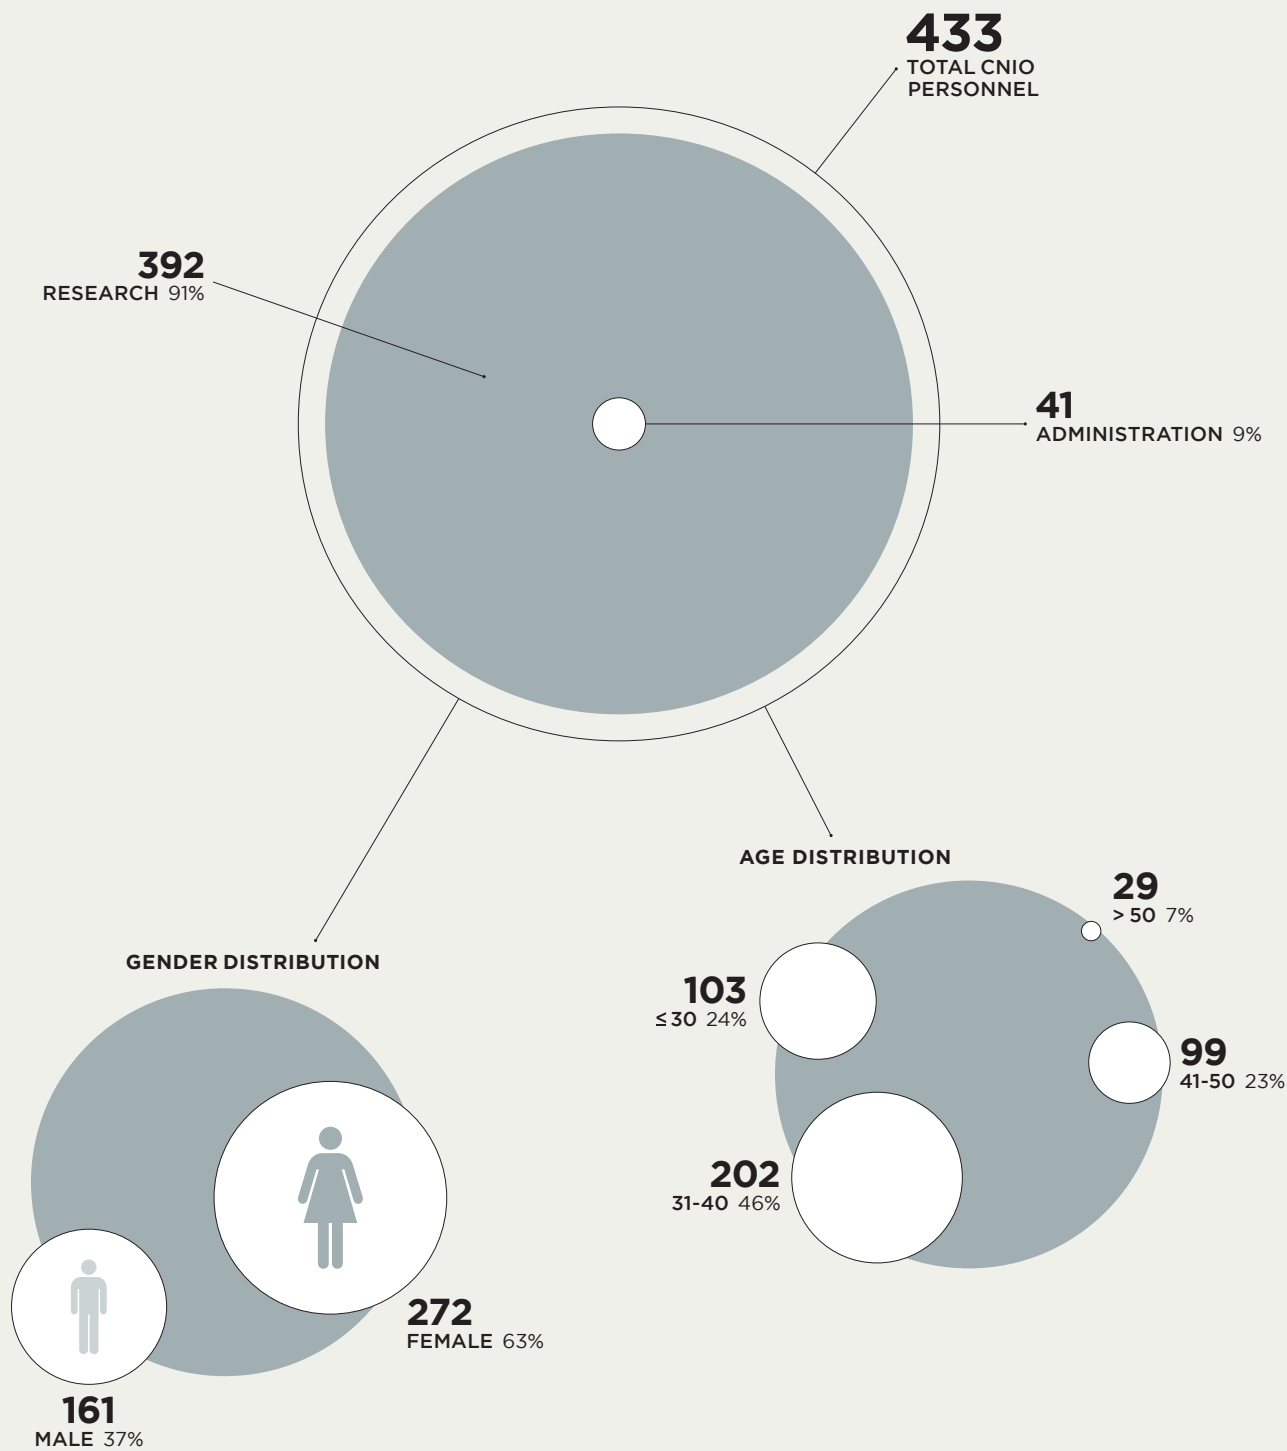 433
TOTAL CNIO
PERSONNEL
392
RESEARCH 91%
41
ADMINISTRATION 9%
AGE DISTRIBUTION
29
> 50 7%
GENDER DISTRIBUTION
103
≤ 30 24%
99
41-50 23%
202
31-40 46%
272
FEMALE 63%
161
MALE 37%